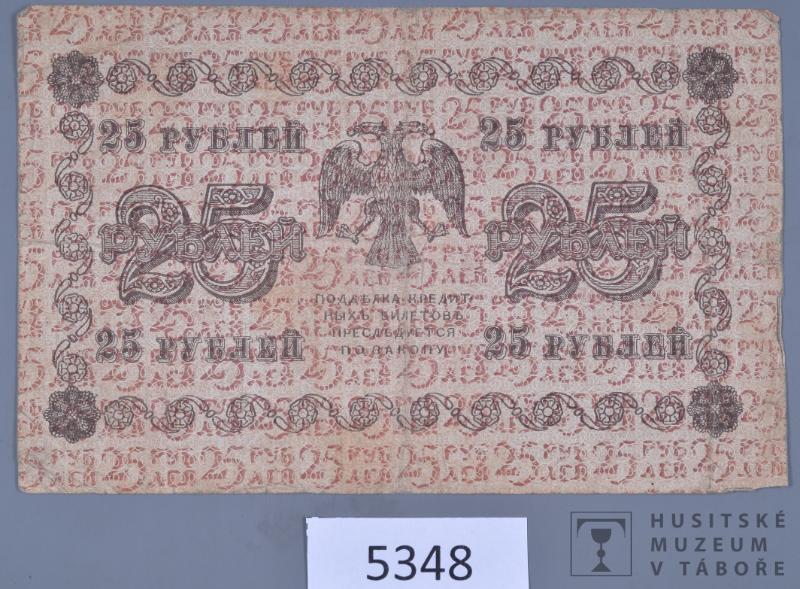 25 РУБЛЕЙ
25 РУБЛЕЙ
25
РУБЛЕЙ
25
РУБЛЕЙ
ПОДДѢЛКА КРЕДИТ
НЫХЪ БИЛЕТОВЪ
ПРЕСЛѢДУЕТСЯ
ПО ЗАКОНУ
25 РУБЛЕЙ
25 РУБЛЕЙ
5348
HUSITSKÉ
MUZEUM
V TÁBOŘE